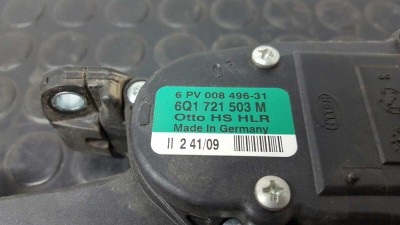 6 PV 008 496-31
6Q1 721 503 M
Otto HS HLR
Made In Germany
II 2 41/09